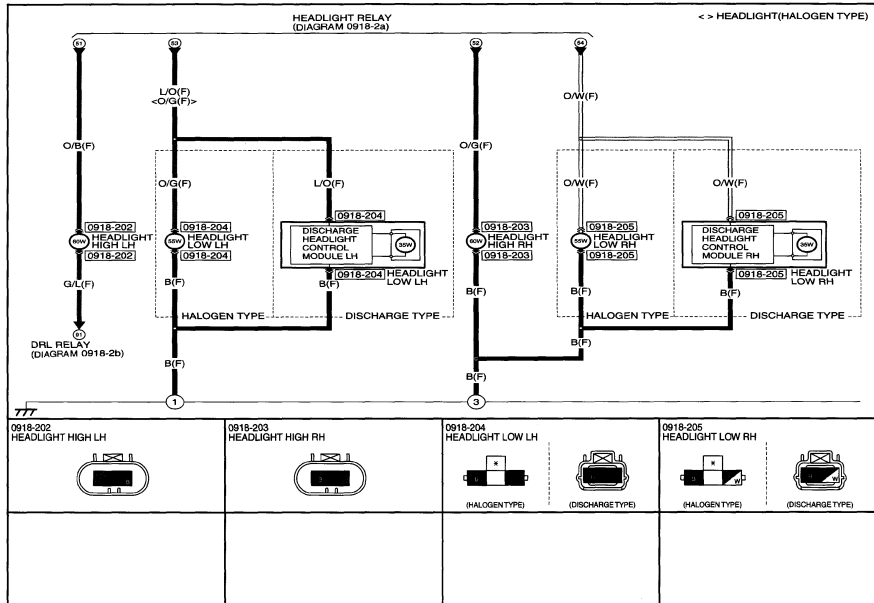 HEADLIGHT RELAY
(DIAGRAM 0918-2a)
< > HEADLIGHT(HALOGEN TYPE)
51
53
52
54
L/O(F)
<O/G(F)>
O/W(F)
O/B(F)
O/G(F)
O/G(F)
L/O(F)
O/W(F)
O/W(F)
0918-202
60W
HEADLIGHT
HIGH LH
0918-202
0918-204
55W
HEADLIGHT
LOW LH
0918-204
0918-204
DISCHARGE
HEADLIGHT
CONTROL
MODULE LH
35W
0918-204
HEADLIGHT
LOW LH
0918-203
60W
HEADLIGHT
HIGH RH
0918-203
0918-205
55W
HEADLIGHT
LOW RH
0918-205
0918-205
DISCHARGE
HEADLIGHT
CONTROL
MODULE RH
35W
0918-205
HEADLIGHT
LOW RH
G/L(F)
B(F)
B(F)
B(F)
B(F)
B(F)
HALOGEN TYPE
DISCHARGE TYPE
HALOGEN TYPE
DISCHARGE TYPE
91
DRL RELAY
(DIAGRAM 0918-2b)
B(F)
B(F)
1
3
0918-202
HEADLIGHT HIGH LH
0918-203
HEADLIGHT HIGH RH
0918-204
HEADLIGHT LOW LH
*
(HALOGEN TYPE)
(DISCHARGE TYPE)
0918-205
HEADLIGHT LOW RH
*
W
(HALOGEN TYPE)
W
(DISCHARGE TYPE)